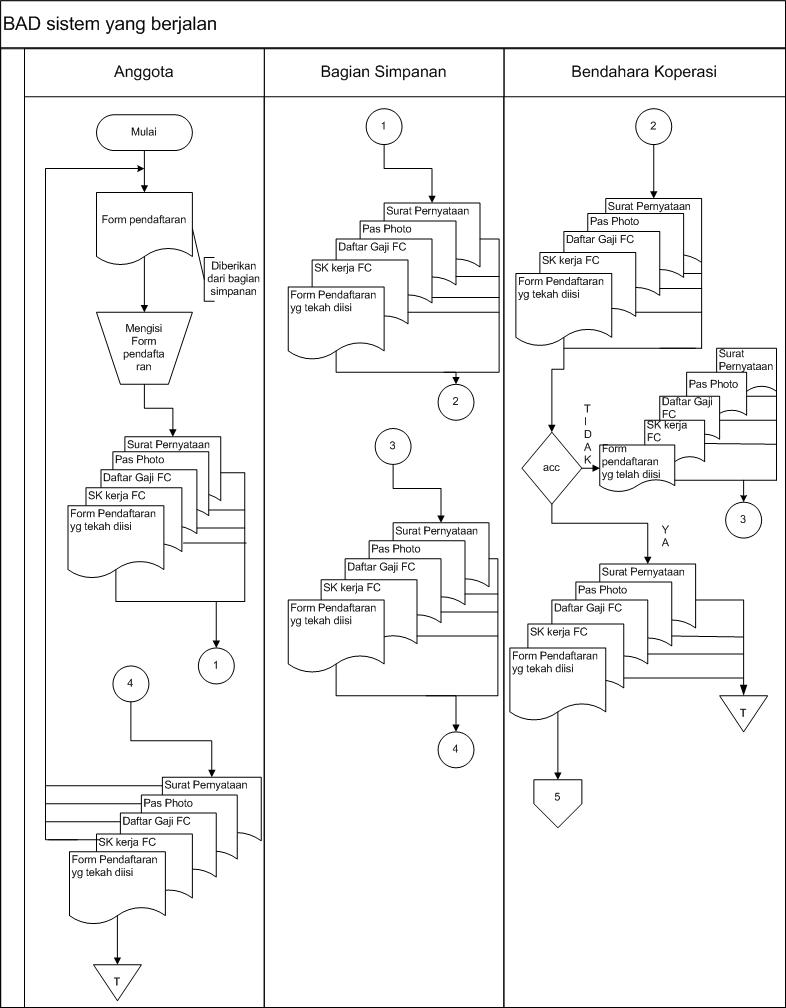 BAD sistem yang berjalan
Anggota
Bagian Simpanan
Bendahara Koperasi
Mulai
Form pendaftaran
Diberikan
dari bagian
simpanan
Mengisi
Form
pendafta
ran
Surat Pernyataan
Pas Photo
Daftar Gaji FC
SK kerja FC
Form Pendaftaran
yg tekah diisi
1
4
Surat Pernyataan
Pas Photo
Daftar Gaji FC
SK kerja FC
Form Pendaftaran
yg tekah diisi
T
1
Surat Pernyataan
Pas Photo
Daftar Gaji FC
SK kerja FC
Form Pendaftaran
yg tekah diisi
2
3
Surat Pernyataan
Pas Photo
Daftar Gaji FC
SK kerja FC
Form Pendaftaran
yg tekah diisi
4
2
Surat Pernyataan
Pas Photo
Daftar Gaji FC
SK kerja FC
Form Pendaftaran
yg tekah diisi
acc
TIDAK
Surat
Pernyataan
Pas Photo
Daftar Gaji
FC
SK kerja
FC
Form
pendaftaran
yg telah diisi
3
YA
Surat Pernyataan
Pas Photo
Daftar Gaji FC
SK kerja FC
Form Pendaftaran
yg tekah diisi
T
5